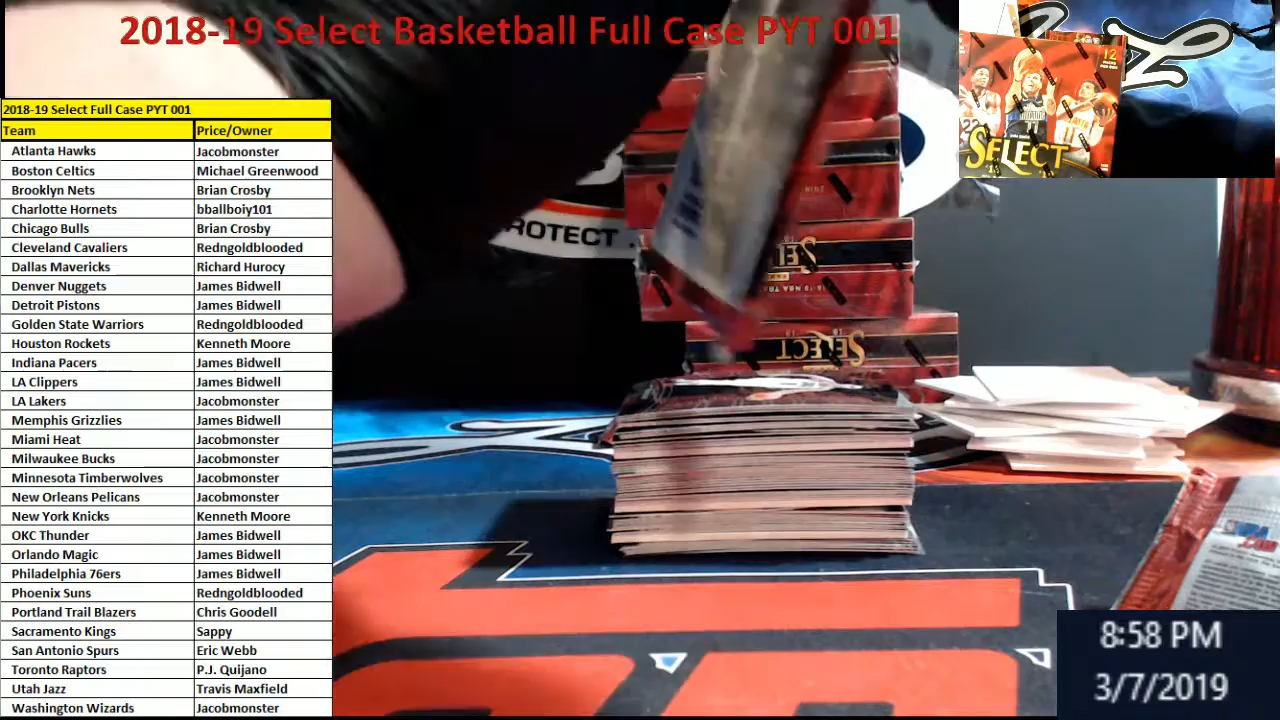 2018-19 Select Basketball Full Case PYT 001
2018-19 Select Full Case PYT 001
Team Price/Owner
Atlanta Hawks Jacobmonster
Boston Celtics Michael Greenwood
Brooklyn Nets Brian Crosby
Charlotte Hornets bballboiy101
Chicago Bulls Brian Crosby
Cleveland Cavaliers Redngoldblooded
Dallas Mavericks Richard Hurocy
Denver Nuggets James Bidwell
Detroit Pistons James Bidwell
Golden State Warriors Redngoldblooded
Houston Rockets Kenneth Moore
Indiana Pacers James Bidwell
LA Clippers James Bidwell
LA Lakers Jacobmonster
Memphis Grizzlies James Bidwell
Miami Heat Jacobmonster
Milwaukee Bucks Jacobmonster
Minnesota Timberwolves Jacobmonster
New Orleans Pelicans Jacobmonster
New York Knicks Kenneth Moore
OKC Thunder James Bidwell
Orlando Magic James Bidwell
Philadelphia 76ers James Bidwell
Phoenix Suns Redngoldblooded
Portland Trail Blazers Chris Goodell
Sacramento Kings Sappy
San Antonio Spurs Eric Webb
Toronto Raptors P.J. Quijano
Utah Jazz Travis Maxfield
Washington Wizards Jacobmonster
12
SELECT
ROTECT
SELECT
8:58 PM
3/7/2019